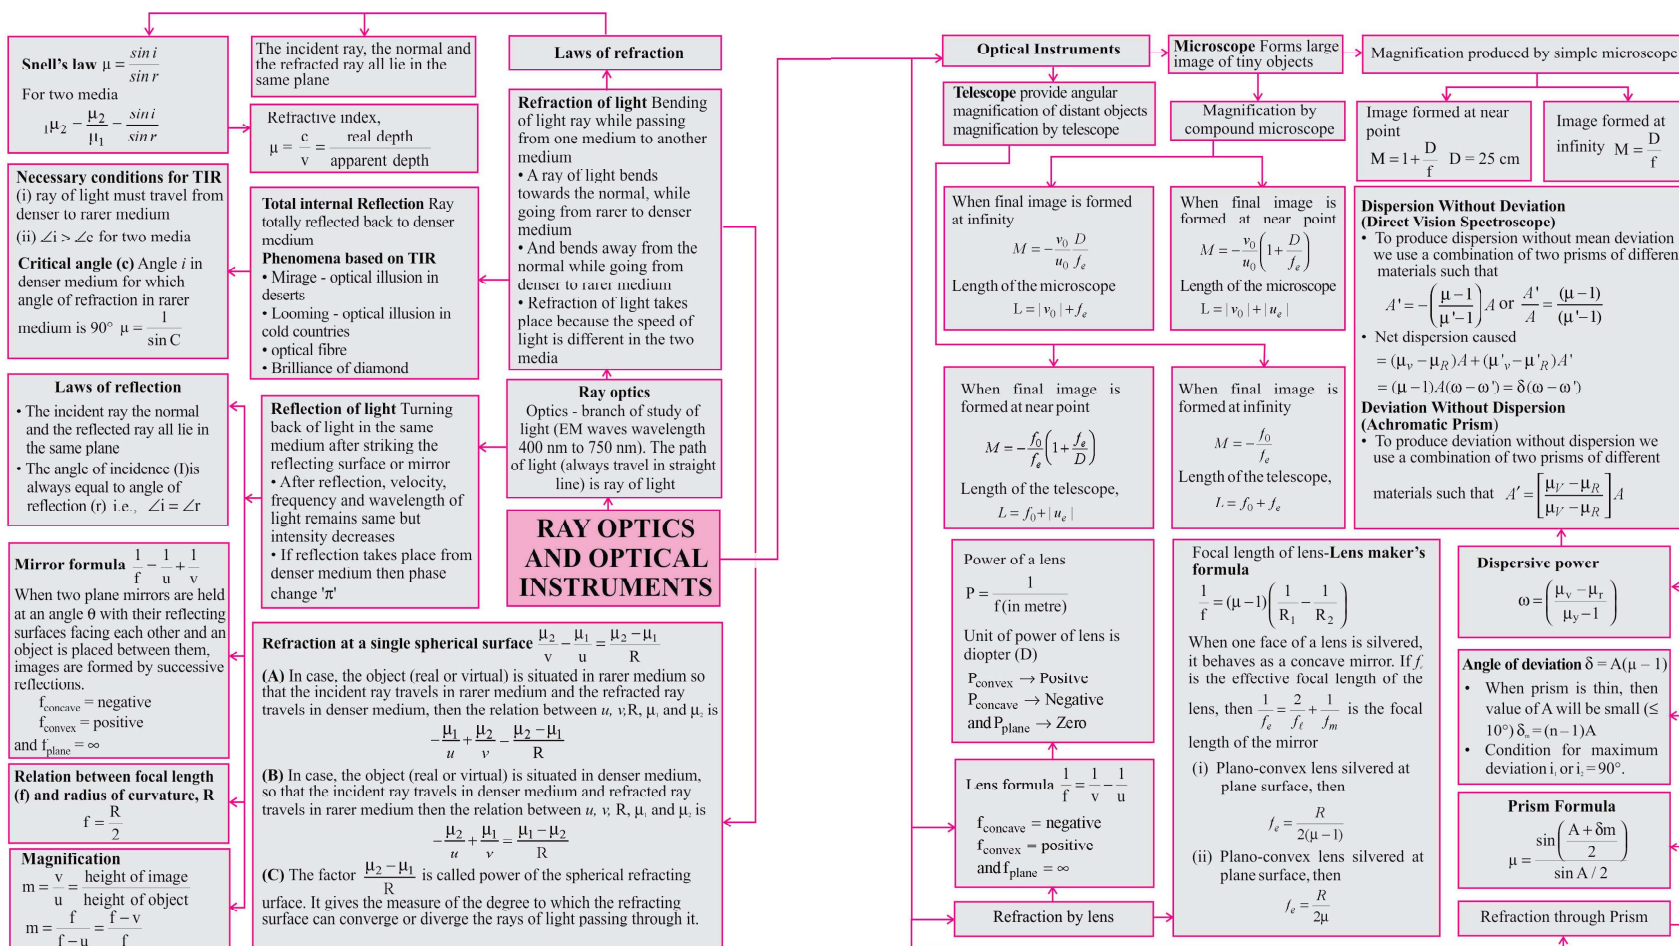 Snell's law μ = sin i / sin r
For two media
₁μ₂ − μ₂/μ₁ − sin i / sin r
The incident ray, the normal and
the refracted ray all lie in the
same plane
Laws of refraction
Refractive index,
μ = c/v = real depth / apparent depth
Refraction of light Bending
of light ray while passing
from one medium to another
medium
• A ray of light bends
towards the normal, while
going from rarer to denser
medium
• And bends away from the
normal while going from
denser to rarer medium
• Refraction of light takes
place because the speed of
light is different in the two
media
Necessary conditions for TIR
(i) ray of light must travel from
denser to rarer medium
(ii) ∠i > ∠c for two media
Critical angle (c) Angle i in
denser medium for which
angle of refraction in rarer
medium is 90° μ = 1 / sin C
Total internal Reflection Ray
totally reflected back to denser
medium
Phenomena based on TIR
• Mirage - optical illusion in
deserts
• Looming - optical illusion in
cold countries
• optical fibre
• Brilliance of diamond
Laws of reflection
• The incident ray the normal
and the reflected ray all lie in
the same plane
• The angle of incidence (I)is
always equal to angle of
reflection (r) i.e., ∠i = ∠r
Reflection of light Turning
back of light in the same
medium after striking the
reflecting surface or mirror
• After reflection, velocity,
frequency and wavelength of
light remains same but
intensity decreases
• If reflection takes place from
denser medium then phase
change 'π'
Ray optics
Optics - branch of study of
light (EM waves wavelength
400 nm to 750 nm). The path
of light (always travel in straight
line) is ray of light
RAY OPTICS
AND OPTICAL
INSTRUMENTS
Mirror formula 1/f − 1/u + 1/v
When two plane mirrors are held
at an angle θ with their reflecting
surfaces facing each other and an
object is placed between them,
images are formed by successive
reflections.
f concave = negative
f convex = positive
and f plane = ∞
Relation between focal length
(f) and radius of curvature, R
f = R/2
Magnification
m = v/u = height of image / height of object
m = f/(f − u) = (f − v)/f
Refraction at a single spherical surface μ₂/v − μ₁/u = (μ₂ − μ₁)/R
(A) In case, the object (real or virtual) is situated in rarer medium so
that the incident ray travels in rarer medium and the refracted ray
travels in denser medium, then the relation between u, v,R, μ₁ and μ₂ is
−μ₁/u + μ₂/v − (μ₂ − μ₁)/R
(B) In case, the object (real or virtual) is situated in denser medium,
so that the incident ray travels in denser medium and refracted ray
travels in rarer medium then the relation between u, v, R, μ₁ and μ₂ is
−μ₂/u + μ₁/v = (μ₁ − μ₂)/R
(C) The factor (μ₂ − μ₁)/R is called power of the spherical refracting
urface. It gives the measure of the degree to which the refracting
surface can converge or diverge the rays of light passing through it.
Optical Instruments
Microscope Forms large
image of tiny objects
Magnification produced by simple microscope
Telescope provide angular
magnification of distant objects
magnification by telescope
Magnification by
compound microscope
Image formed at near
point
M = 1 + D/f D = 25 cm
Image formed at
infinity M = D/f
When final image is formed
at infinity
M = −(v₀/u₀)(D/fₑ)
Length of the microscope
L = |v₀| + fₑ
When final image is
formed at near point
M = −(v₀/u₀)(1 + D/fₑ)
Length of the microscope
L = |v₀| + |uₑ|
When final image is
formed at near point
M = −(f₀/fₑ)(1 + fₑ/D)
Length of the telescope,
L = f₀ + |uₑ|
When final image is
formed at infinity
M = −f₀/fₑ
Length of the telescope,
L = f₀ + fₑ
Dispersion Without Deviation
(Direct Vision Spectroscope)
• To produce dispersion without mean deviation
we use a combination of two prisms of differen
materials such that
A' = −((μ − 1)/(μ' − 1))A or A'/A = (μ − 1)/(μ' − 1)
• Net dispersion caused
= (μv − μR)A + (μ'v − μ'R)A'
= (μ − 1)A(ω − ω') = δ(ω − ω')
Deviation Without Dispersion
(Achromatic Prism)
• To produce deviation without dispersion we
use a combination of two prisms of different
materials such that A' = [(μV − μR)/(μV − μR)]A
Power of a lens
P = 1 / f (in metre)
Unit of power of lens is
diopter (D)
P convex → Positve
P concave → Negative
and P plane → Zero
Lens formula 1/f = 1/v − 1/u
f concave = negative
f convex = positive
and f plane = ∞
Refraction by lens
Focal length of lens-Lens maker's
formula
1/f = (μ − 1)(1/R₁ − 1/R₂)
When one face of a lens is silvered,
it behaves as a concave mirror. If fₑ
is the effective focal length of the
lens, then 1/fₑ = 2/fℓ + 1/fm is the focal
length of the mirror
(i) Plano-convex lens silvered at
plane surface, then
fₑ = R / 2(μ − 1)
(ii) Plano-convex lens silvered at
plane surface, then
fₑ = R / 2μ
Dispersive power
ω = ((μv − μr)/(μy − 1))
Angle of deviation δ = A(μ − 1)
• When prism is thin, then
value of A will be small (≤
10°) δm = (n − 1)A
• Condition for maximum
deviation i₁ or i₂ = 90°.
Prism Formula
μ = sin((A + δm)/2) / sin A / 2
Refraction through Prism